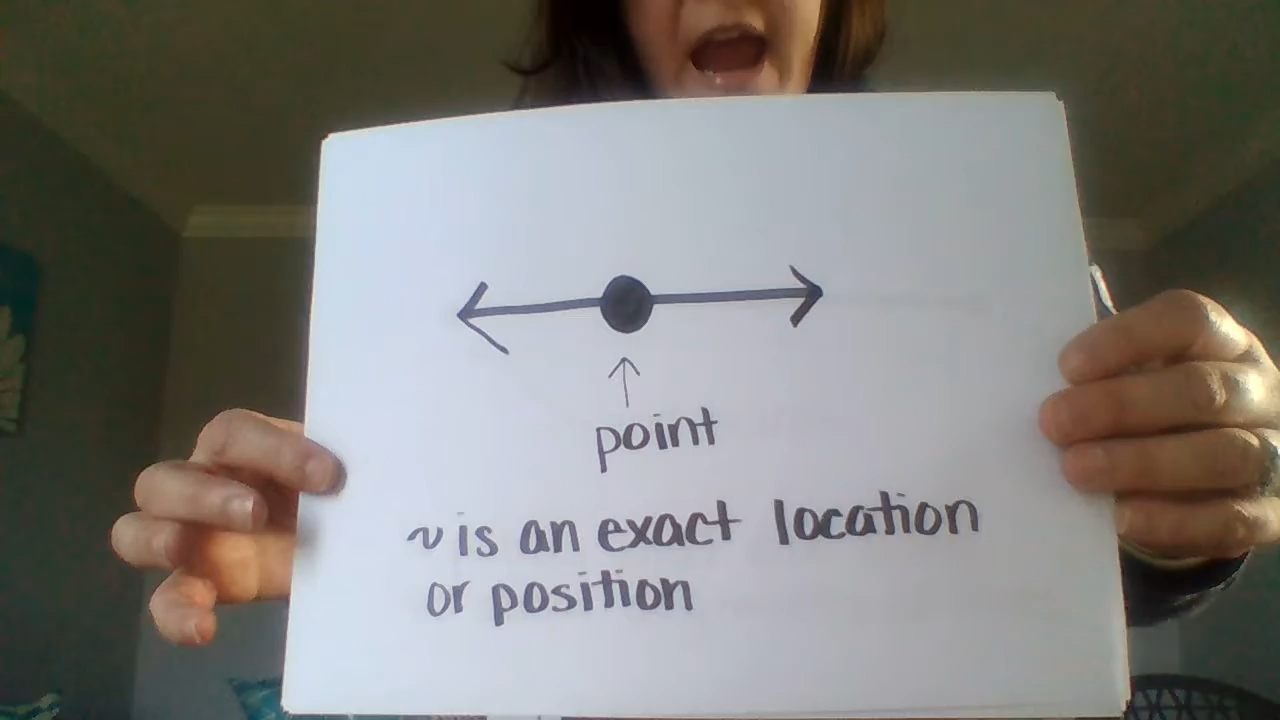 point
~ is an exact location
or position